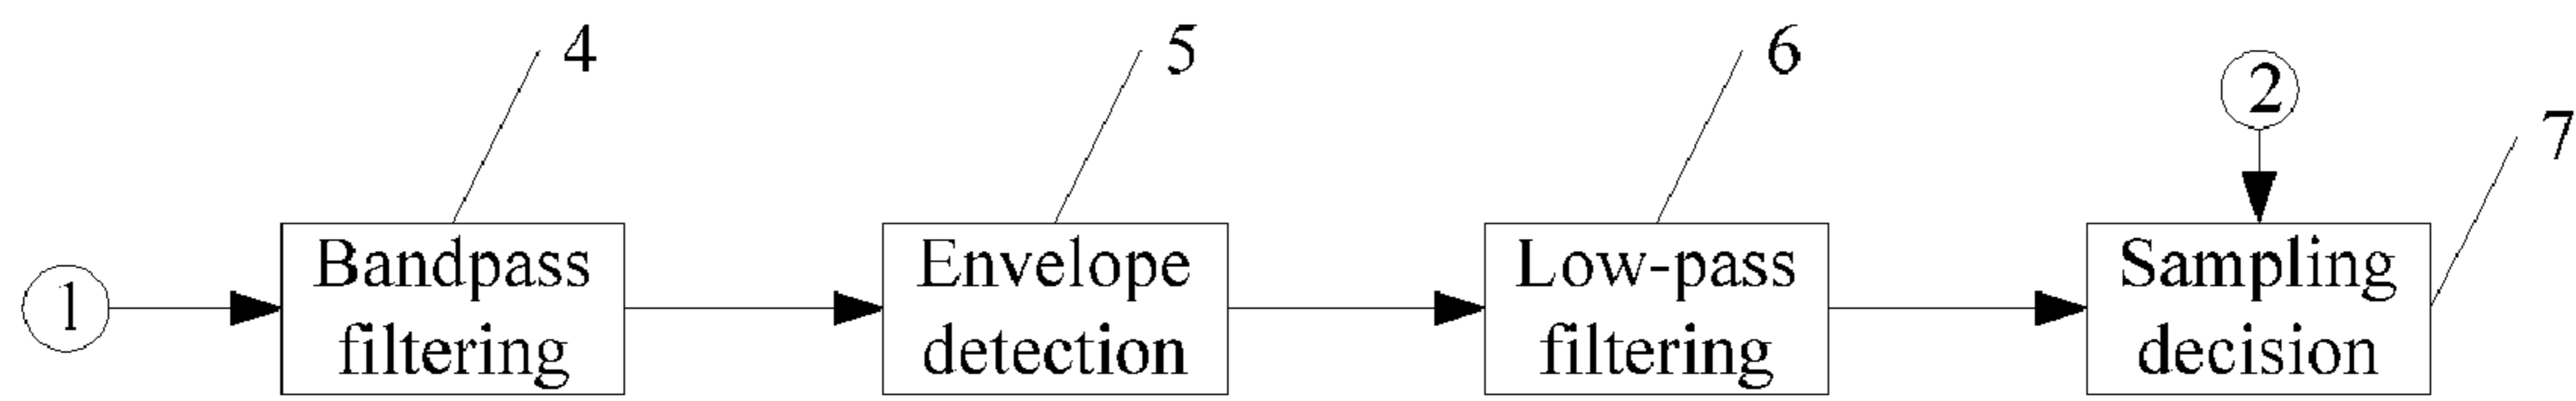 4
5
6
2
7
1
Bandpass
filtering
Envelope
detection
Low-pass
filtering
Sampling
decision